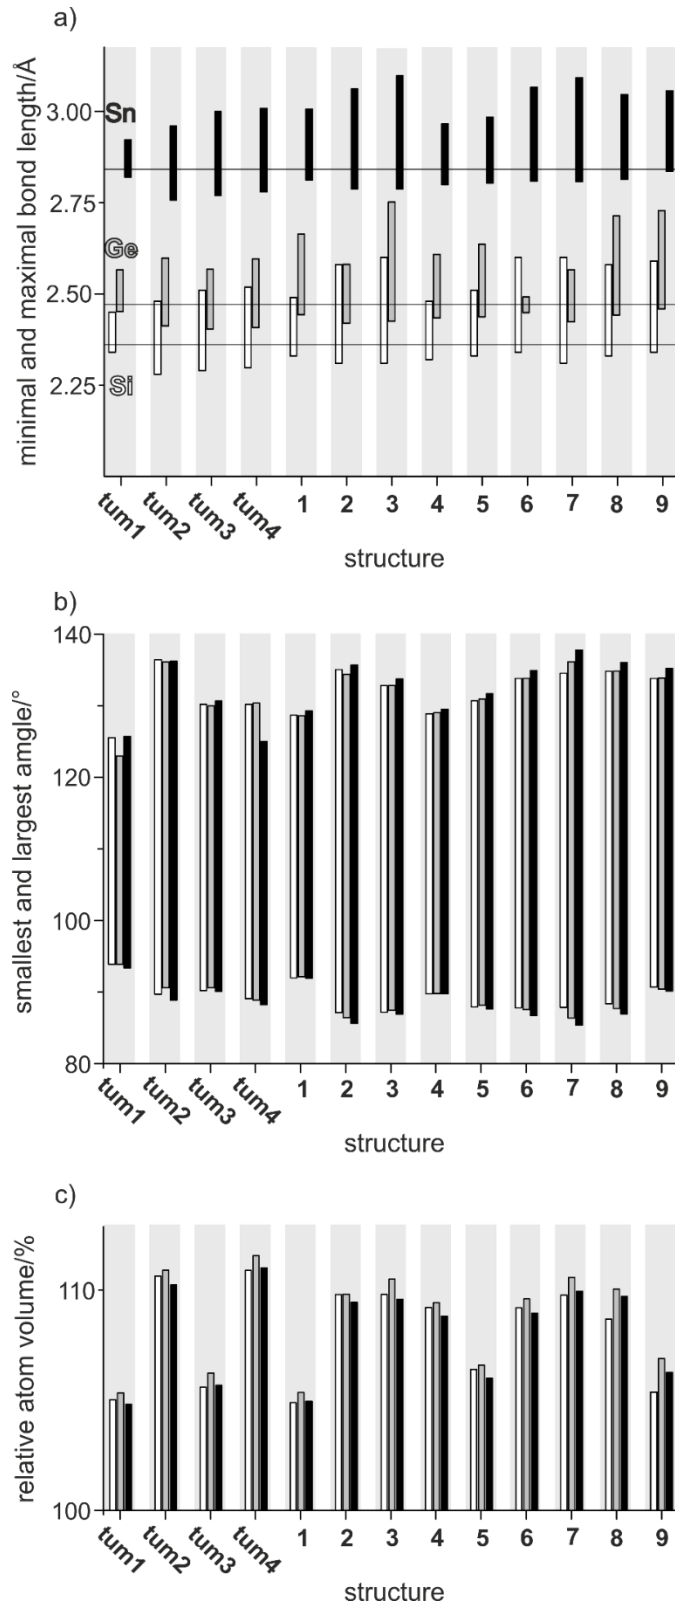 a)
minimal and maximal bond length/Å
3.00
2.75
2.50
2.25
Sn
Ge
Si
tum1 tum2 tum3 tum4 1 2 3 4 5 6 7 8 9
structure
b)
smallest and largest amgle/°
140
120
100
80
tum1 tum2 tum3 tum4 1 2 3 4 5 6 7 8 9
structure
c)
relative atom volume/%
110
100
tum1 tum2 tum3 tum4 1 2 3 4 5 6 7 8 9
structure